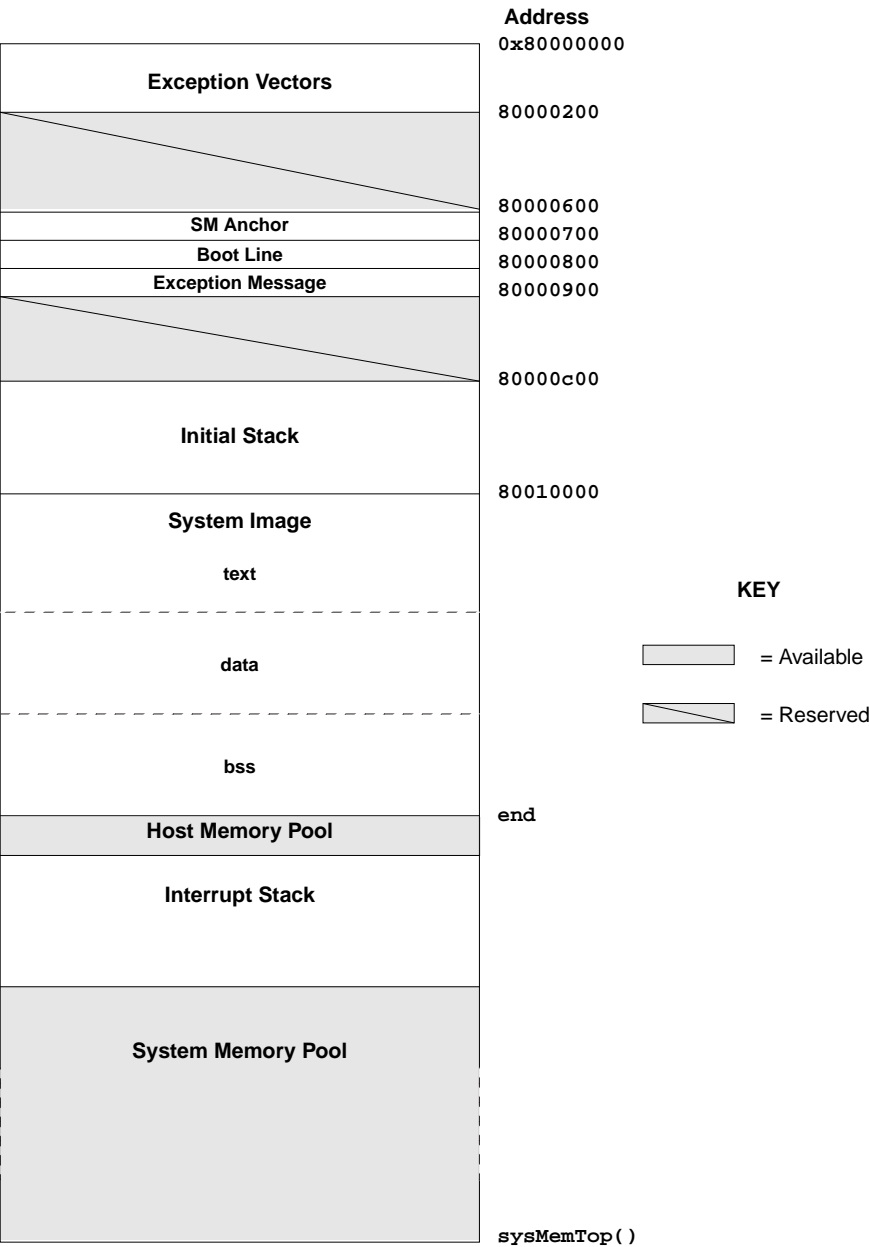 Address
0x80000000
Exception Vectors
80000200
80000600
SM Anchor
80000700
Boot Line
80000800
Exception Message
80000900
80000c00
Initial Stack
80010000
System Image
text
KEY
= Available
data
= Reserved
bss
end
Host Memory Pool
Interrupt Stack
System Memory Pool
sysMemTop()